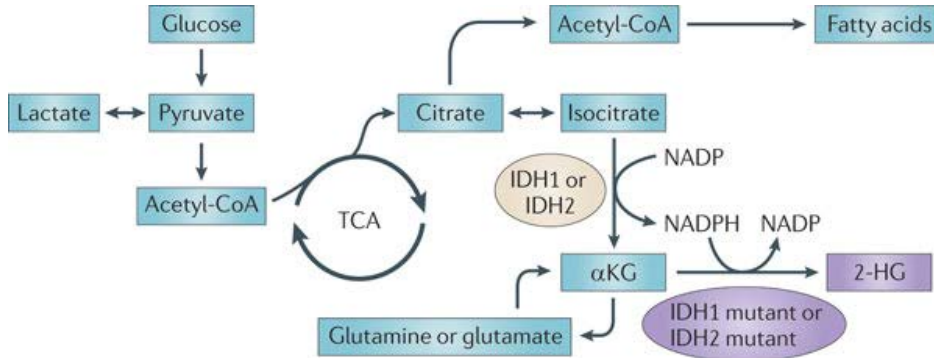 Glucose
Acetyl-CoA
Fatty acids
Lactate
Pyruvate
Citrate
Isocitrate
Acetyl-CoA
TCA
IDH1 or
IDH2
NADP
NADPH
NADP
αKG
2-HG
Glutamine or glutamate
IDH1 mutant or
IDH2 mutant